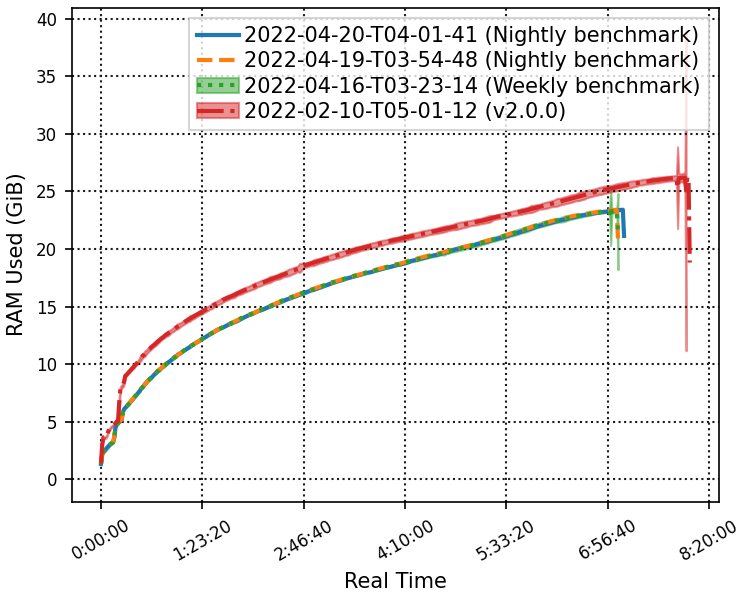 40
35
30
25
20
15
10
5
0
RAM Used (GiB)
2022-04-20-T04-01-41 (Nightly benchmark)
2022-04-19-T03-54-48 (Nightly benchmark)
2022-04-16-T03-23-14 (Weekly benchmark)
2022-02-10-T05-01-12 (v2.0.0)
0:00:00
1:23:20
2:46:40
4:10:00
5:33:20
6:56:40
8:20:00
Real Time